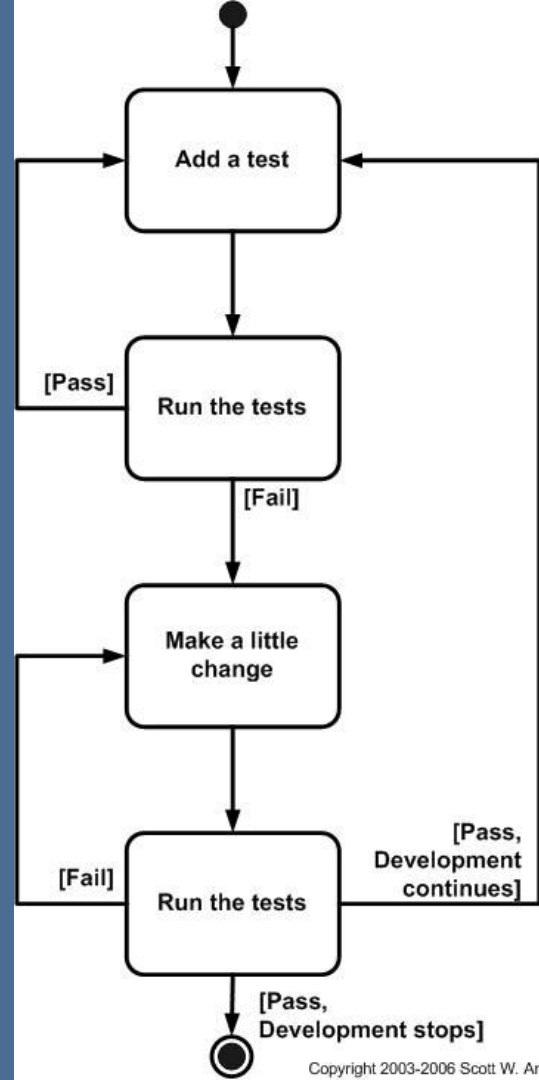 Add a test
[Pass]
Run the tests
[Fail]
Make a little
change
[Pass,
Development
continues]
[Fail]
Run the tests
[Pass,
Development stops]
Copyright 2003-2006 Scott W.